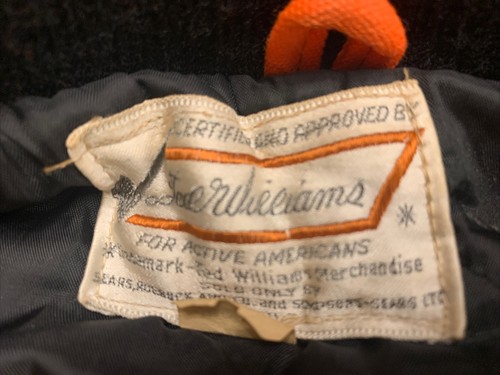 CERTIFIED AND APPROVED BY
Williams
FOR ACTIVE AMERICANS
*Trademark-Ted Williams Merchandise
SOLD ONLY BY
SEARS, ROEBUCK AND CO. and SIMPSONS-SEARS LTD